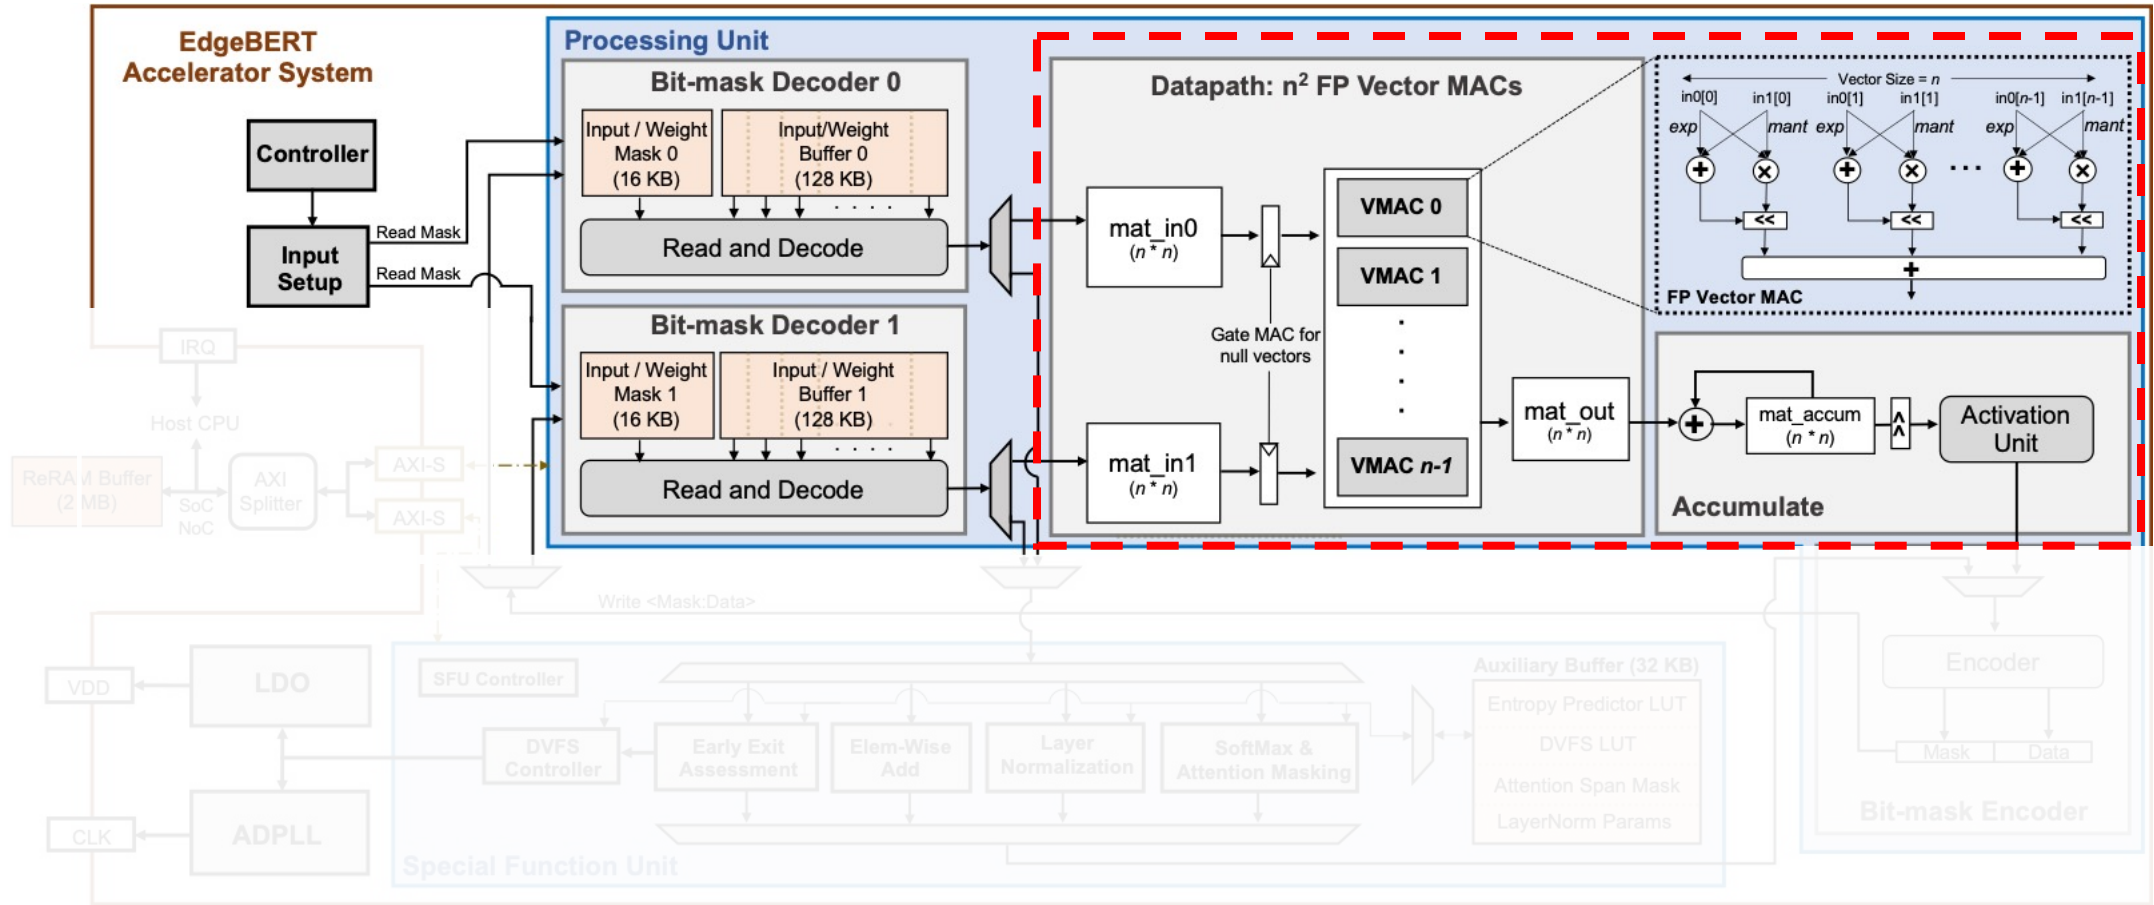 EdgeBERT
Accelerator System
Controller
Input
Setup
Read Mask
Read Mask
Processing Unit
Bit-mask Decoder 0
Input / Weight
Mask 0
(16 KB)
Input/Weight
Buffer 0
(128 KB)
. . . .
Read and Decode
Bit-mask Decoder 1
Input / Weight
Mask 1
(16 KB)
Input / Weight
Buffer 1
(128 KB)
. . . .
Read and Decode
Datapath: n² FP Vector MACs
mat_in0
(n * n)
mat_in1
(n * n)
Gate MAC for
null vectors
VMAC 0
VMAC 1
VMAC n-1
mat_out
(n * n)
Vector Size = n
in0[0] in1[0] in0[1] in1[1] in0[n-1] in1[n-1]
exp mant exp mant exp mant
+ × + × ... + ×
<< << <<
+
FP Vector MAC
+
mat_accum
(n * n)
<<
Activation
Unit
Accumulate
IRQ
Host CPU
ReRAM Buffer
(2 MB)
SoC
NoC
AXI
Splitter
AXI-S
AXI-S
Write <Mask:Data>
VDD
LDO
CLK
ADPLL
SFU Controller
DVFS
Controller
Early Exit
Assessment
Elem-Wise
Add
Layer
Normalization
SoftMax &
Attention Masking
Auxiliary Buffer (32 KB)
Entropy Predictor LUT
DVFS LUT
Attention Span Mask
LayerNorm Params
Special Function Unit
Encoder
Mask Data
Bit-mask Encoder